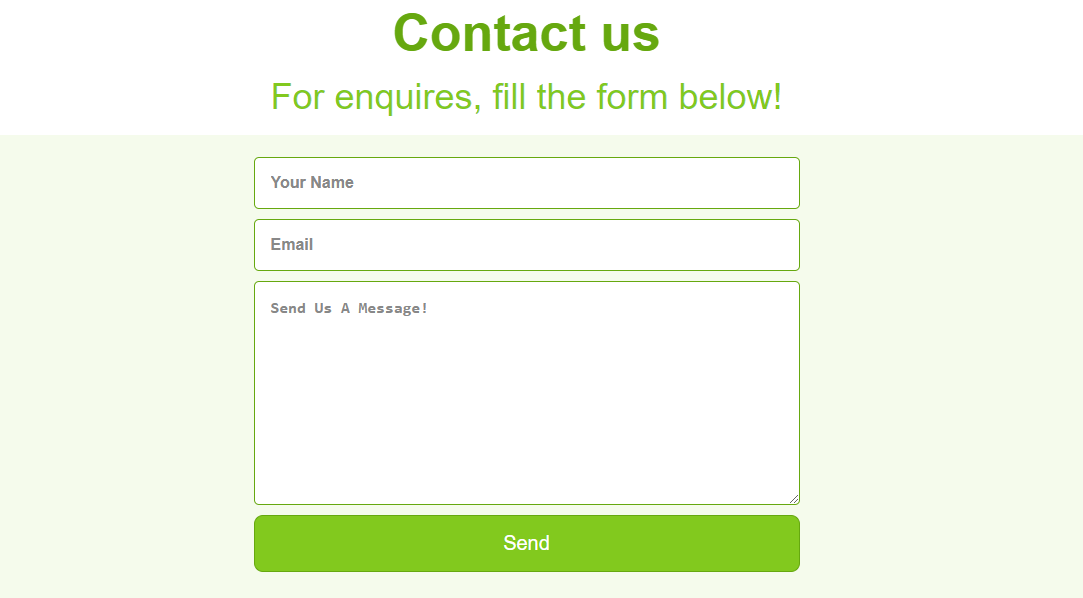 Contact us
For enquires, fill the form below!
Your Name
Email
Send Us A Message!
Send